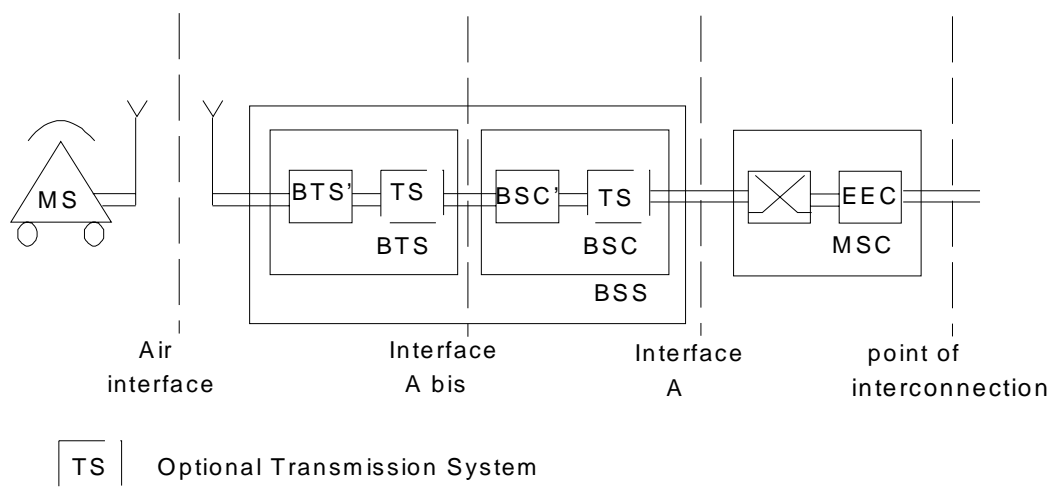 MS
BTS'
TS
BTS
BSC'
TS
BSC
BSS
EEC
MSC
Air
interface
Interface
A bis
Interface
A
point of
interconnection
TS
Optional Transmission System